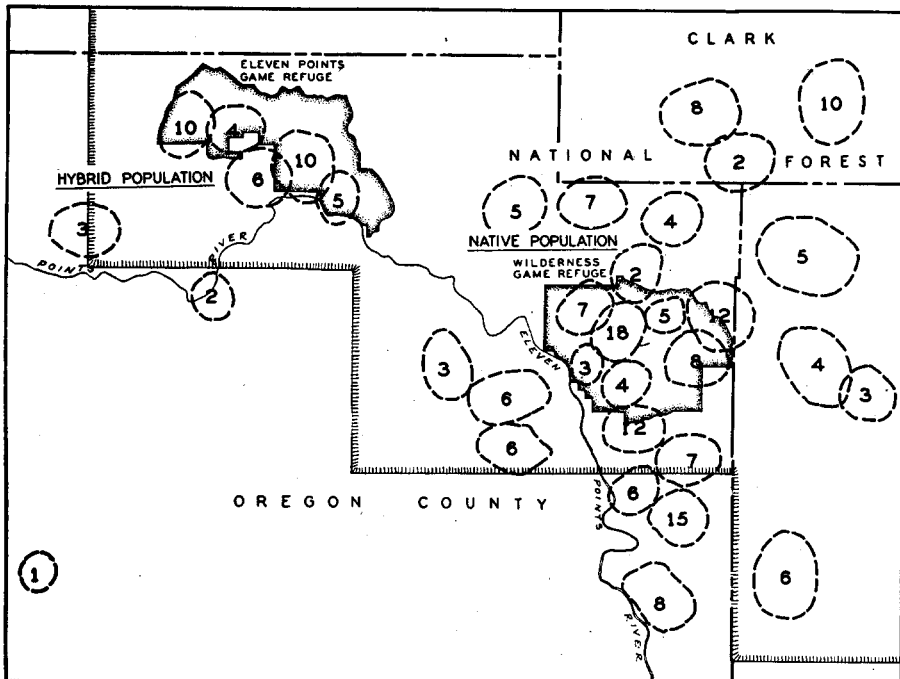 CLARK
ELEVEN POINTS
GAME REFUGE
8
10
10
4
10
NATIONAL
2
FOREST
HYBRID POPULATION
6
5
3
5
7
4
RIVER
NATIVE POPULATION
POINTS
WILDERNESS
GAME REFUGE
2
5
2
7
18
5
12
ELEVEN
3
3
8
4
3
6
4
6
12
7
OREGON COUNTY
POINTS
6
15
1
6
8
RIVER